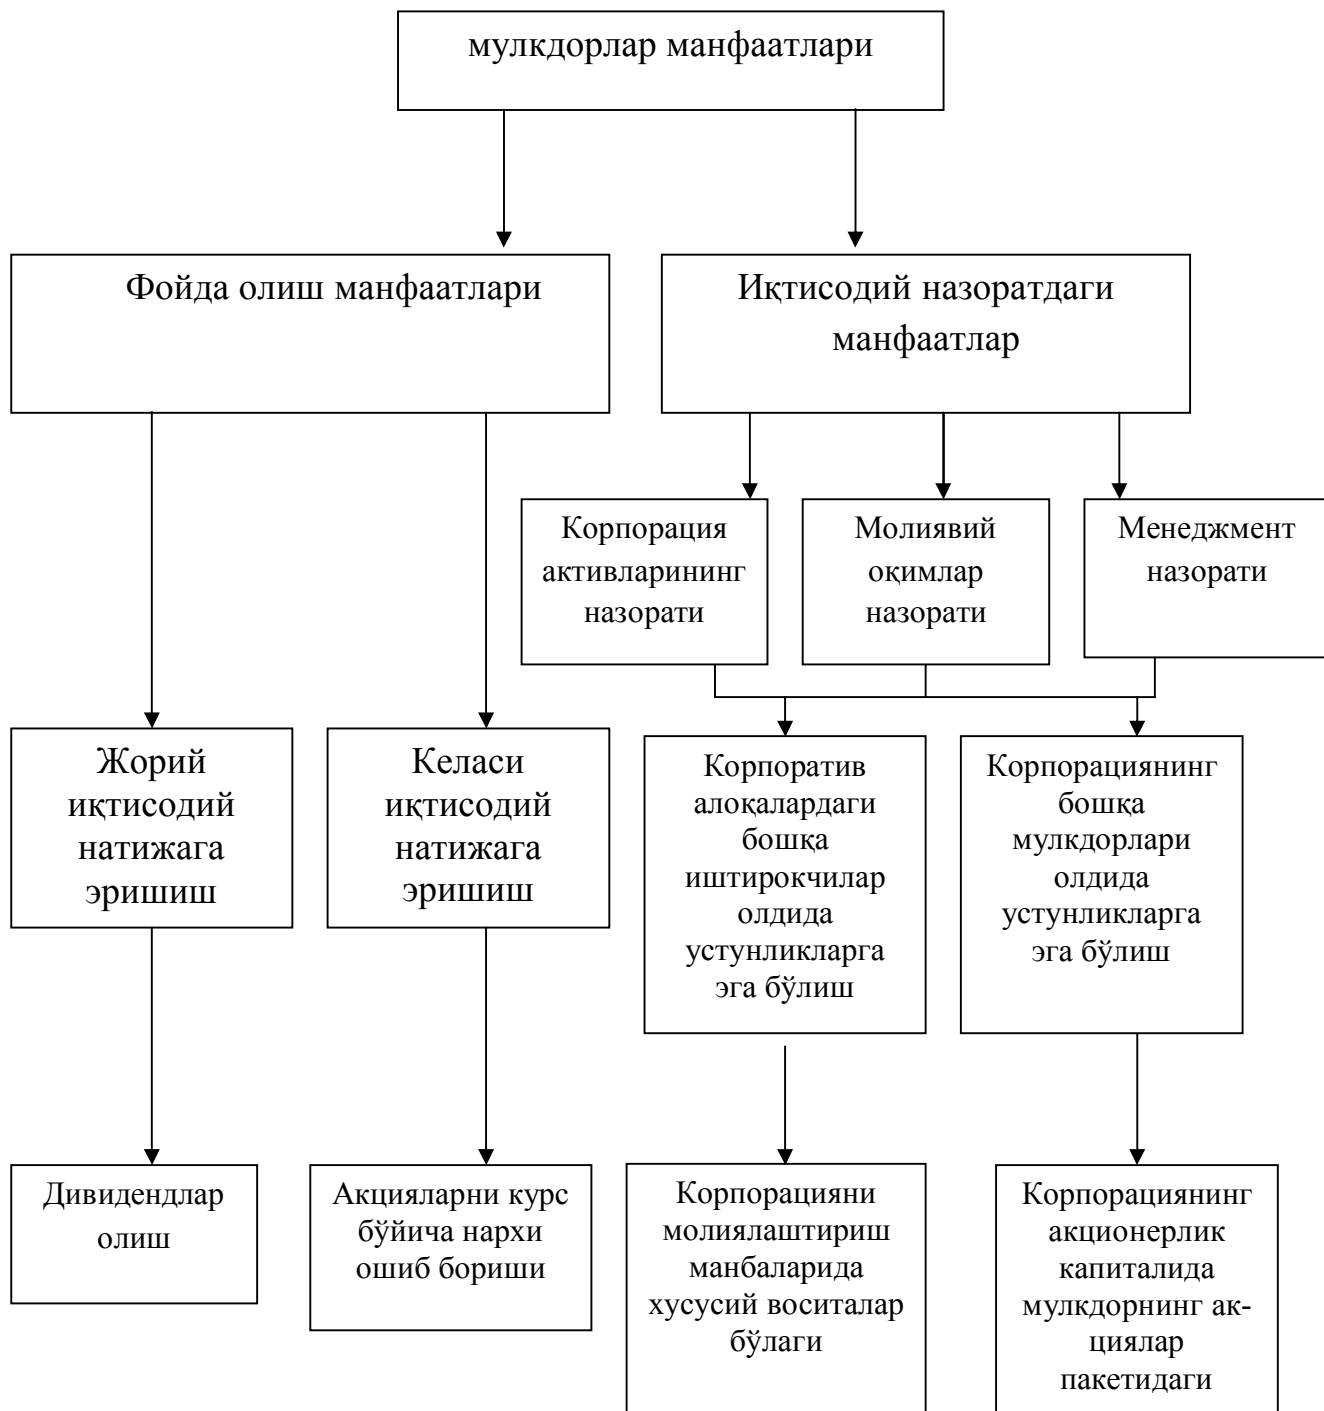 мулкдорлар манфаатлари
Фойда олиш манфаатлари
Иқтисодий назоратдаги
манфаатлар
Корпорация
активларининг
назорати
Молиявий
оқимлар
назорати
Менеджмент
назорати
Жорий
иқтисодий
натижага
эришиш
Келаси
иқтисодий
натижага
эришиш
Корпоратив
алоқалардаги
бошқа
иштирокчилар
олдида
устунликларга
эга бўлиш
Корпорациянинг
бошқа
мулкдорлари
олдида
устунликларга
эга бўлиш
Дивидендлар
олиш
Акцияларни курс
бўйича нархи
ошиб бориши
Корпорацияни
молиялаштириш
манбаларида
хусусий воситалар
бўлаги
Корпорациянинг
акционерлик
капиталида
мулкдорнинг ак-
циялар
пакетидаги